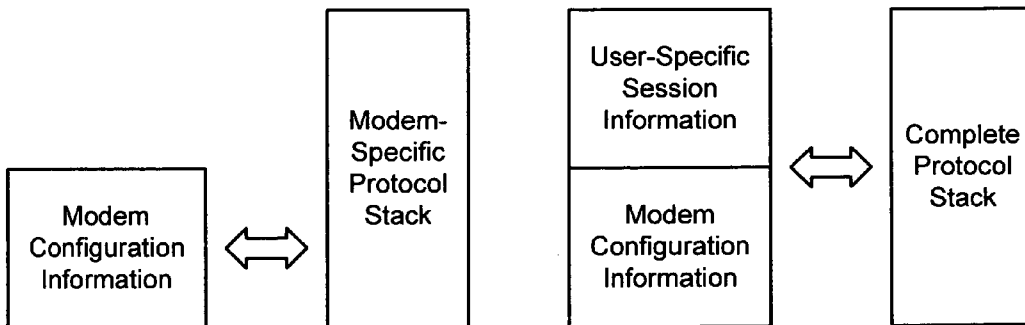 Modem
Configuration
Information
Modem-
Specific
Protocol
Stack
User-Specific
Session
Information
Modem
Configuration
Information
Complete
Protocol
Stack